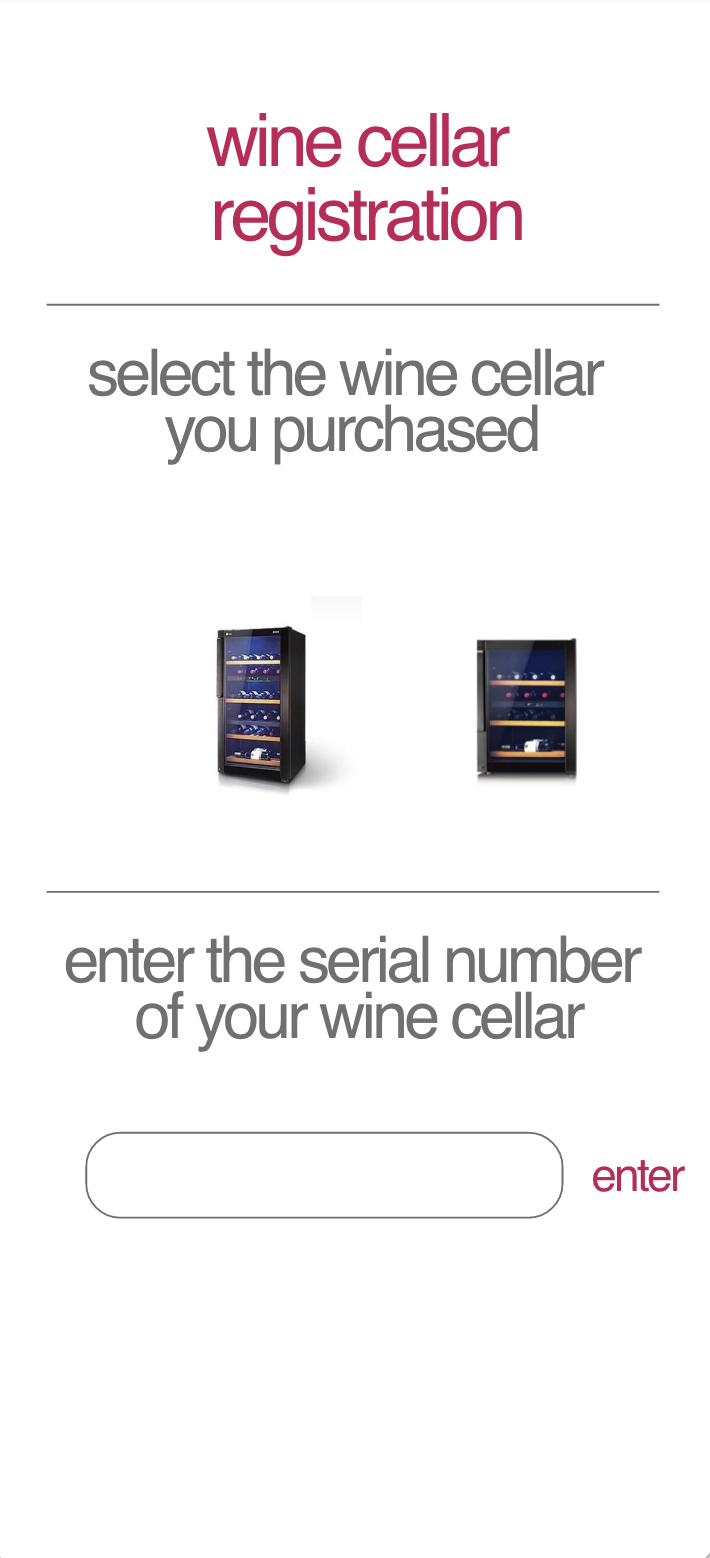 wine cellar
registration
select the wine cellar
you purchased
enter the serial number
of your wine cellar
enter